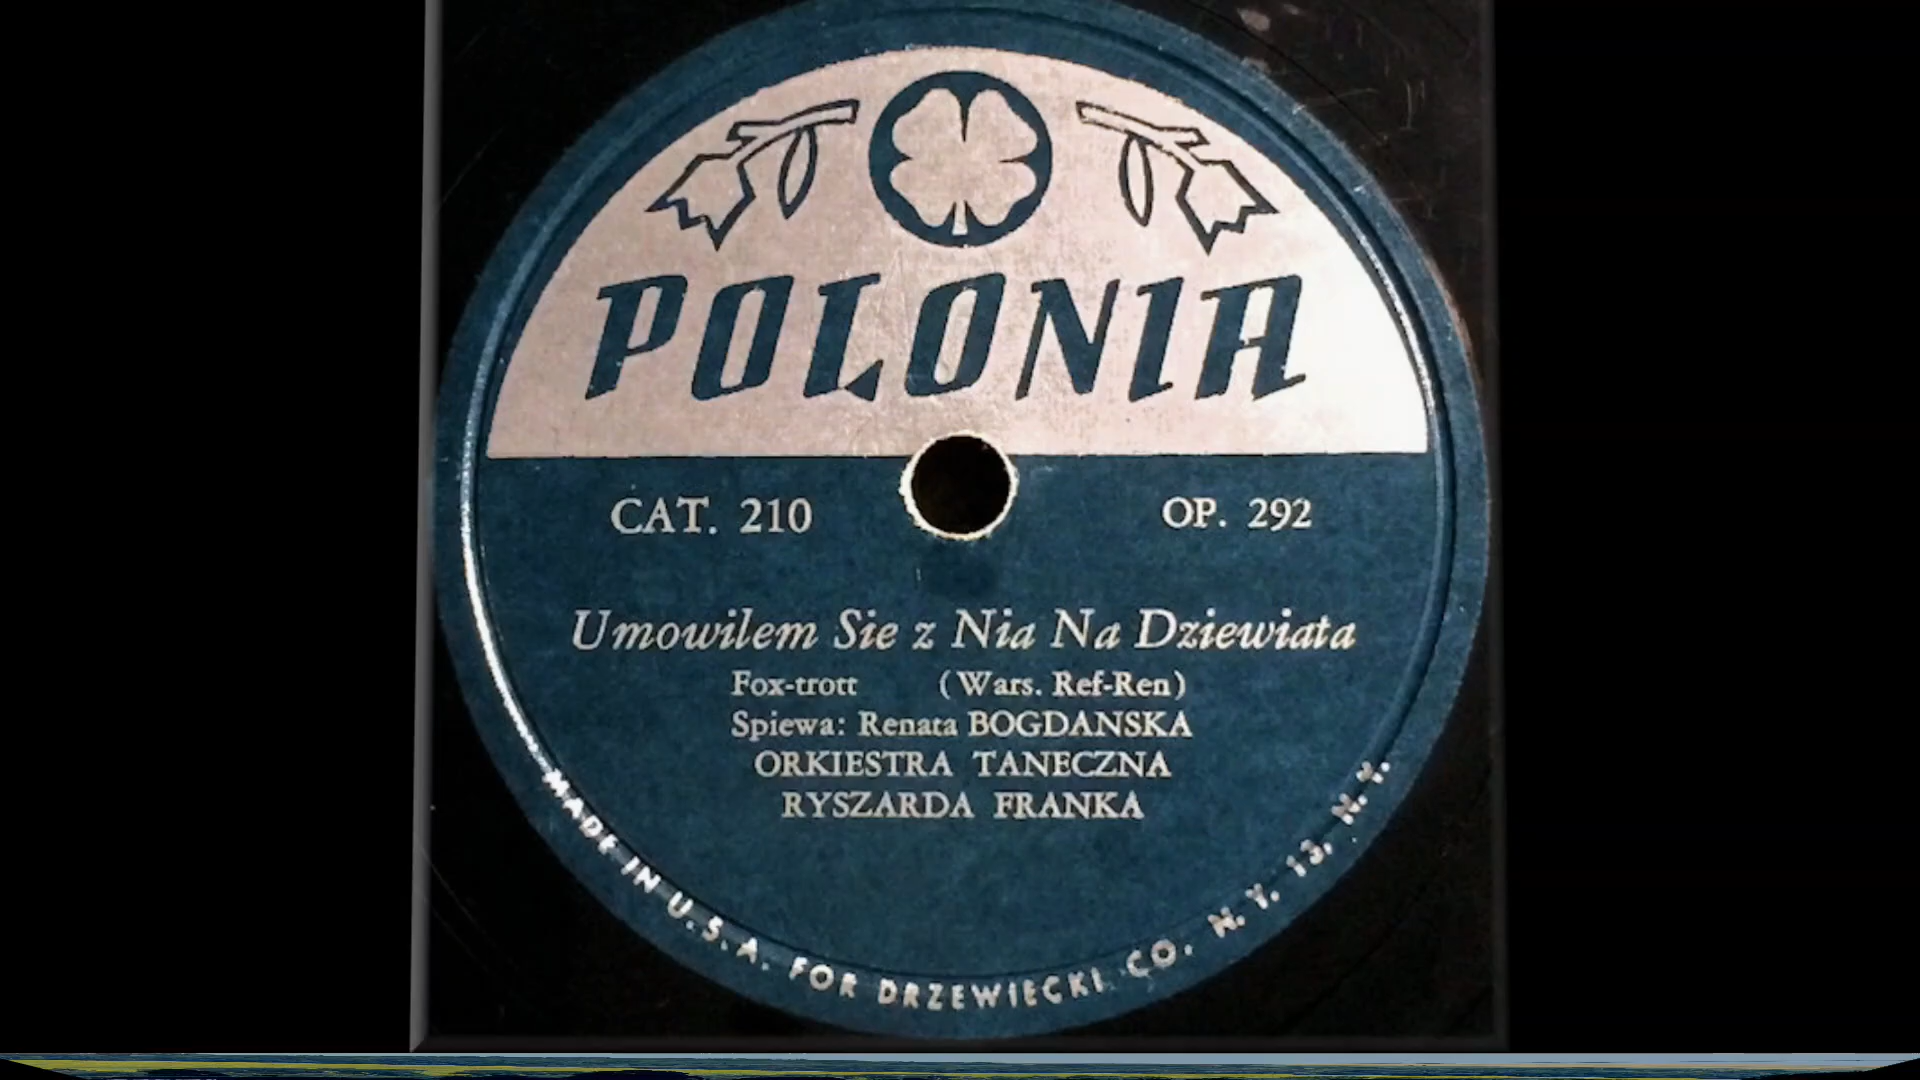 POLONIA
CAT. 210 OP. 292
Umowilem Sie z Nia Na Dziewiata
Fox-trott (Wars. Ref-Ren)
Spiewa: Renata BOGDANSKA
ORKIESTRA TANECZNA
RYSZARDA FRANKA
MADE IN U.S.A. FOR DRZEWIECKI CO. N.Y. 13, N.Y.